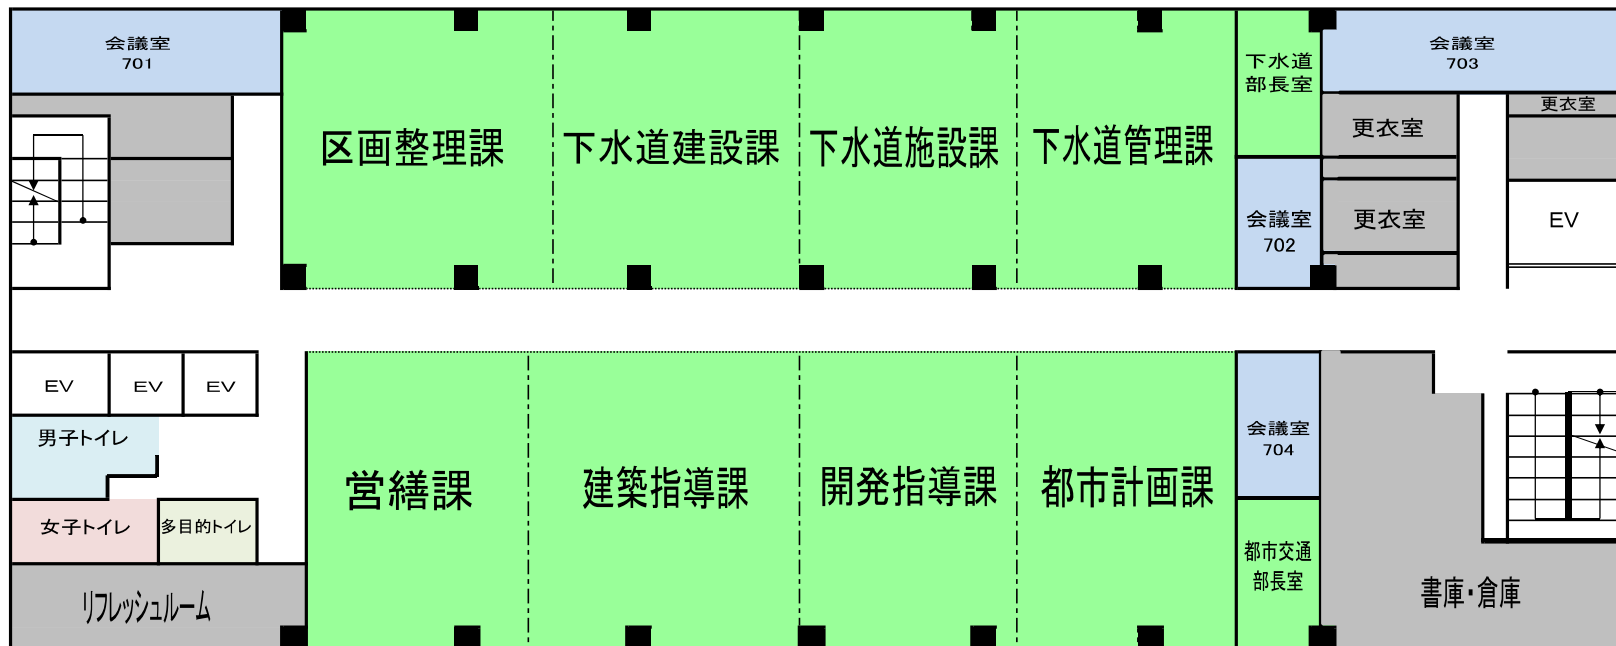 会議室
701
区画整理課
下水道建設課
下水道施設課
下水道管理課
下水道
部長室
会議室
703
更衣室
更衣室
更衣室
会議室
702
EV
EV
EV
EV
男子トイレ
女子トイレ
多目的トイレ
リフレッシュルーム
営繕課
建築指導課
開発指導課
都市計画課
会議室
704
都市交通
部長室
書庫・倉庫